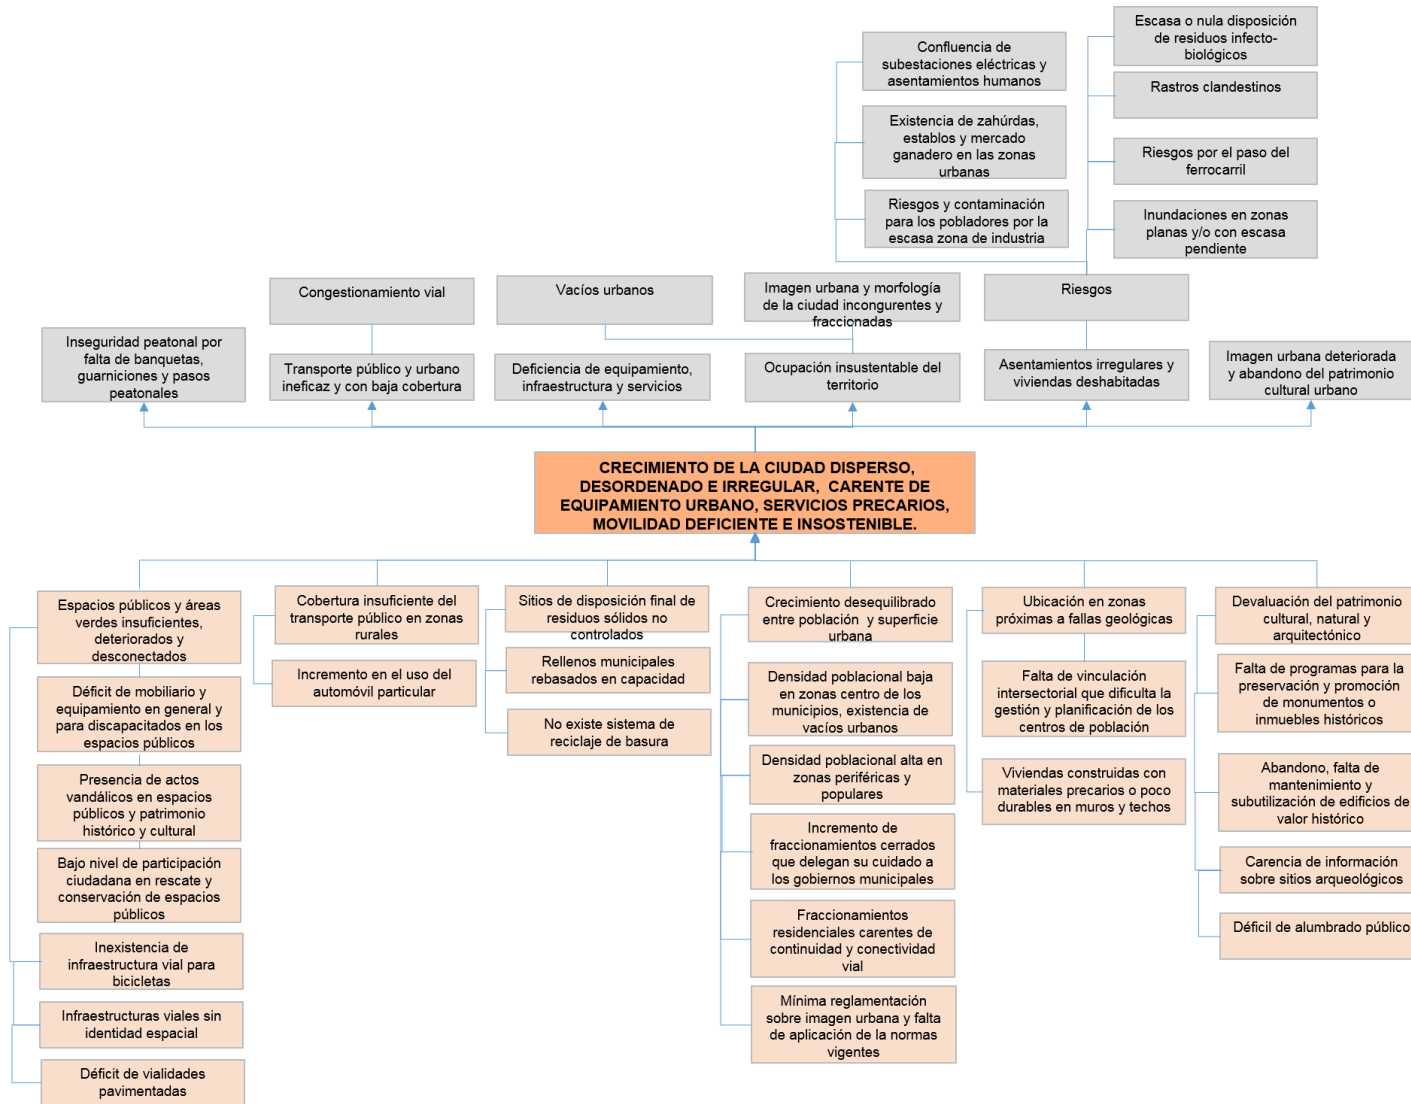 Escasa o nula disposición
de residuos infecto-
biológicos
Confluencia de
subestaciones eléctricas y
asentamientos humanos
Rastros clandestinos
Existencia de zahúrdas,
establos y mercado
ganadero en las zonas
urbanas
Riesgos por el paso del
ferrocarril
Riesgos y contaminación
para los pobladores por la
escasa zona de industria
Inundaciones en zonas
planas y/o con escasa
pendiente
Congestionamiento vial
Vacíos urbanos
Imagen urbana y morfología
de la ciudad incongurentes y
fraccionadas
Riesgos
Inseguridad peatonal por
falta de banquetas,
guarniciones y pasos
peatonales
Transporte público y urbano
ineficaz y con baja cobertura
Deficiencia de equipamiento,
infraestructura y servicios
Ocupación insustentable del
territorio
Asentamientos irregulares y
viviendas deshabitadas
Imagen urbana deteriorada
y abandono del patrimonio
cultural urbano
CRECIMIENTO DE LA CIUDAD DISPERSO,
DESORDENADO E IRREGULAR, CARENTE DE
EQUIPAMIENTO URBANO, SERVICIOS PRECARIOS,
MOVILIDAD DEFICIENTE E INSOSTENIBLE.
Espacios públicos y áreas
verdes insuficientes,
deteriorados y
desconectados
Déficit de mobiliario y
equipamiento en general y
para discapacitados en los
espacios públicos
Presencia de actos
vandálicos en espacios
públicos y patrimonio
histórico y cultural
Bajo nivel de participación
ciudadana en rescate y
conservación de espacios
públicos
Inexistencia de
infraestructura vial para
bicicletas
Infraestructuras viales sin
identidad espacial
Déficit de vialidades
pavimentadas
Cobertura insuficiente del
transporte público en zonas
rurales
Incremento en el uso del
automóvil particular
Sitios de disposición final de
residuos sólidos no
controlados
Rellenos municipales
rebasados en capacidad
No existe sistema de
reciclaje de basura
Crecimiento desequilibrado
entre población y superficie
urbana
Densidad poblacional baja
en zonas centro de los
municipios, existencia de
vacíos urbanos
Densidad poblacional alta en
zonas periféricas y
populares
Incremento de
fraccionamientos cerrados
que delegan su cuidado a
los gobiernos municipales
Fraccionamientos
residenciales carentes de
continuidad y conectividad
vial
Mínima reglamentación
sobre imagen urbana y falta
de aplicación de la normas
vigentes
Ubicación en zonas
próximas a fallas geológicas
Falta de vinculación
intersectorial que dificulta la
gestión y planificación de los
centros de población
Viviendas construidas con
materiales precarios o poco
durables en muros y techos
Devaluación del patrimonio
cultural, natural y
arquitectónico
Falta de programas para la
preservación y promoción
de monumentos o
inmuebles históricos
Abandono, falta de
mantenimiento y
subutilización de edificios de
valor histórico
Carencia de información
sobre sitios arqueológicos
Défícil de alumbrado público